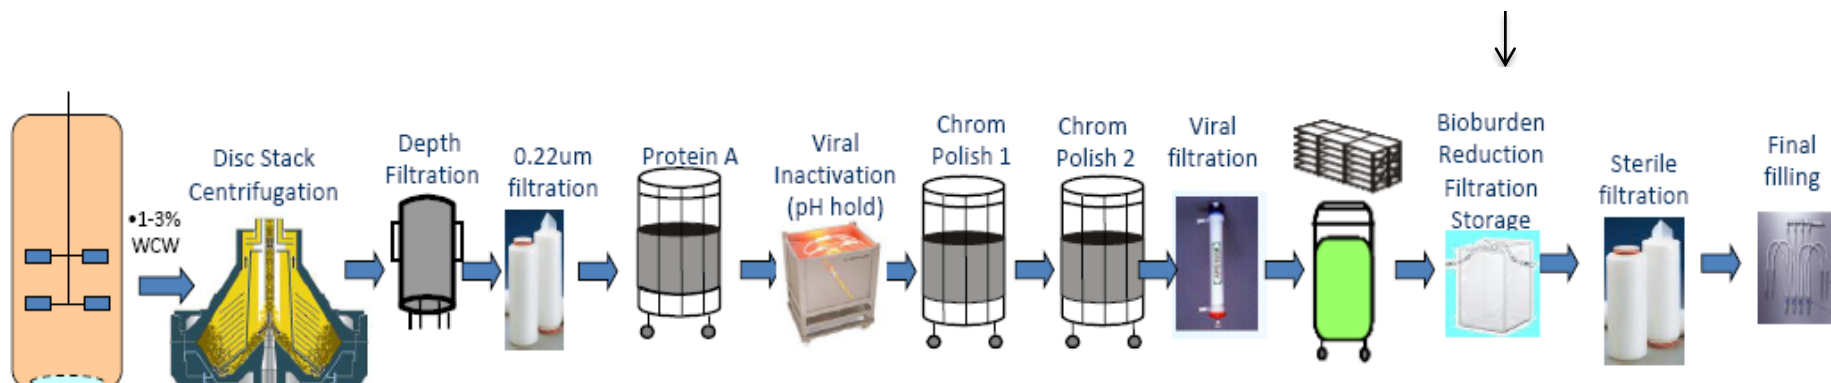 •1-3%
WCW
Disc Stack
Centrifugation
Depth
Filtration
0.22um
filtration
Protein A
Viral
Inactivation
(pH hold)
Chrom
Polish 1
Chrom
Polish 2
Viral
filtration
Bioburden
Reduction
Filtration
Storage
Sterile
filtration
Final
filling